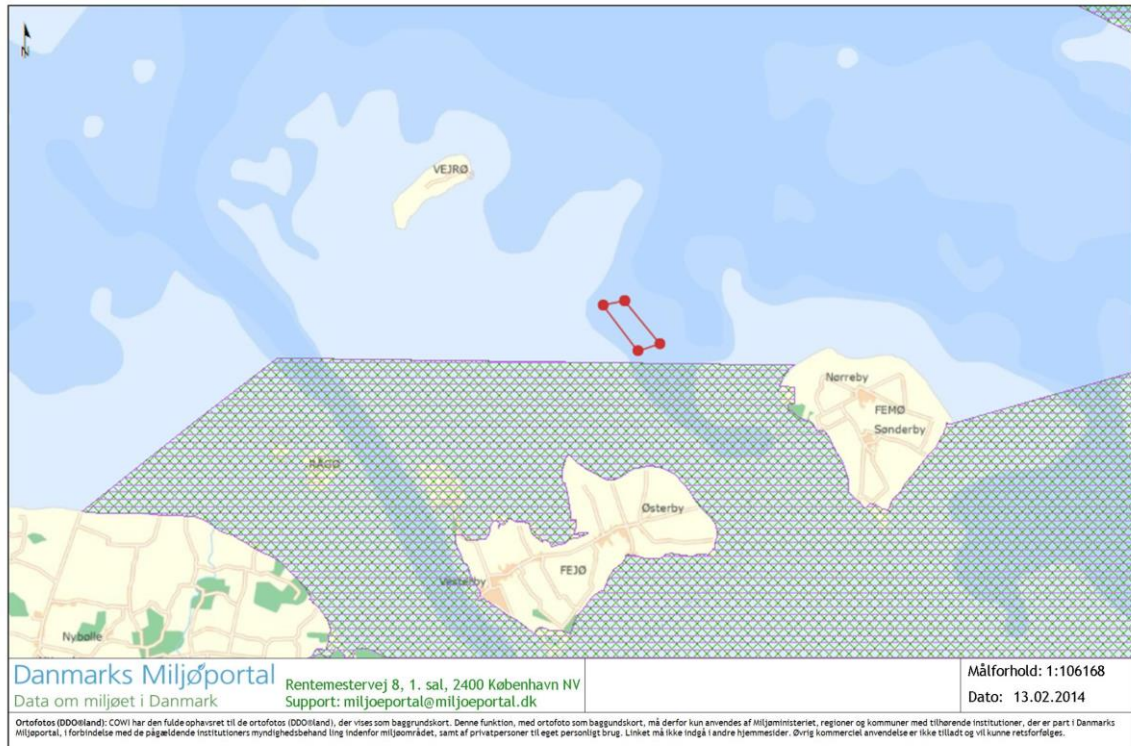 N
VEJRØ
Nørreby
FEMØ
Sønderby
RÅGØ
Østerby
Vesterby
FEJØ
Nybølle
Danmarks Miljøportal
Data om miljøet i Danmark
Rentemestervej 8, 1. sal, 2400 København NV
Support: miljoeportal@miljoeportal.dk
Målforhold: 1:106168
Dato: 13.02.2014
Ortofotos (DDO®land): COWI har den fulde ophavsret til de ortofotos (DDO®land), der vises som baggrundskort. Denne funktion, med ortofoto som baggundskort, må derfor kun anvendes af Miljøministeriet, regioner og kommuner med tilhørende institutioner, der er part i Danmarks
Miljøportal, i forbindelse med de pågældende institutioners myndighedsbehand ling indenfor miljøområdet, samt af privatpersoner til eget personligt brug. Linket må ikke indgå i andre hjemmesider. Øvrig kommerciel anvendelse er ikke tilladt og vil kunne retsforfølges.